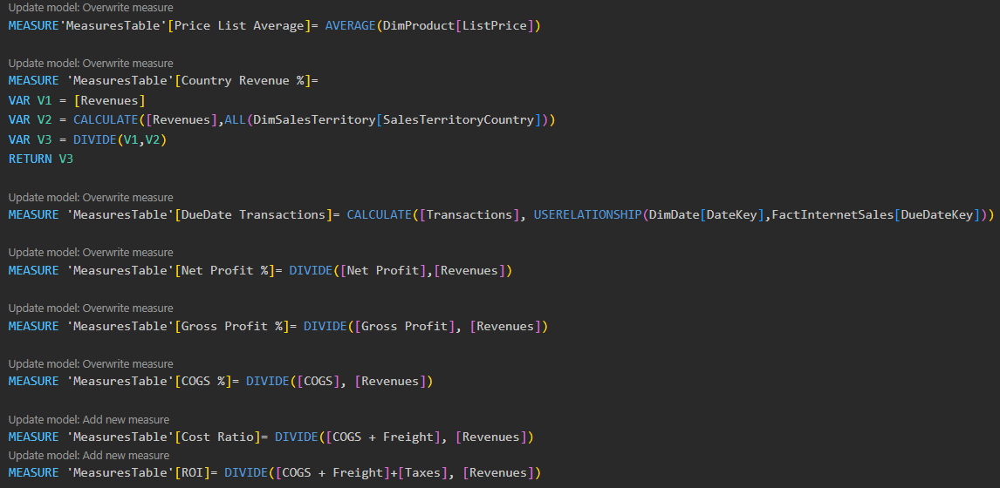 Update model: Overwrite measure
MEASURE'MeasuresTable'[Price List Average]= AVERAGE(DimProduct[ListPrice])
Update model: Overwrite measure
MEASURE 'MeasuresTable'[Country Revenue %]=
VAR V1 = [Revenues]
VAR V2 = CALCULATE([Revenues],ALL(DimSalesTerritory[SalesTerritoryCountry]))
VAR V3 = DIVIDE(V1,V2)
RETURN V3
Update model: Overwrite measure
MEASURE 'MeasuresTable'[DueDate Transactions]= CALCULATE([Transactions], USERELATIONSHIP(DimDate[DateKey],FactInternetSales[DueDateKey]))
Update model: Overwrite measure
MEASURE 'MeasuresTable'[Net Profit %]= DIVIDE([Net Profit],[Revenues])
Update model: Overwrite measure
MEASURE 'MeasuresTable'[Gross Profit %]= DIVIDE([Gross Profit], [Revenues])
Update model: Overwrite measure
MEASURE 'MeasuresTable'[COGS %]= DIVIDE([COGS], [Revenues])
Update model: Add new measure
MEASURE 'MeasuresTable'[Cost Ratio]= DIVIDE([COGS + Freight], [Revenues])
Update model: Add new measure
MEASURE 'MeasuresTable'[ROI]= DIVIDE([COGS + Freight]+[Taxes], [Revenues])